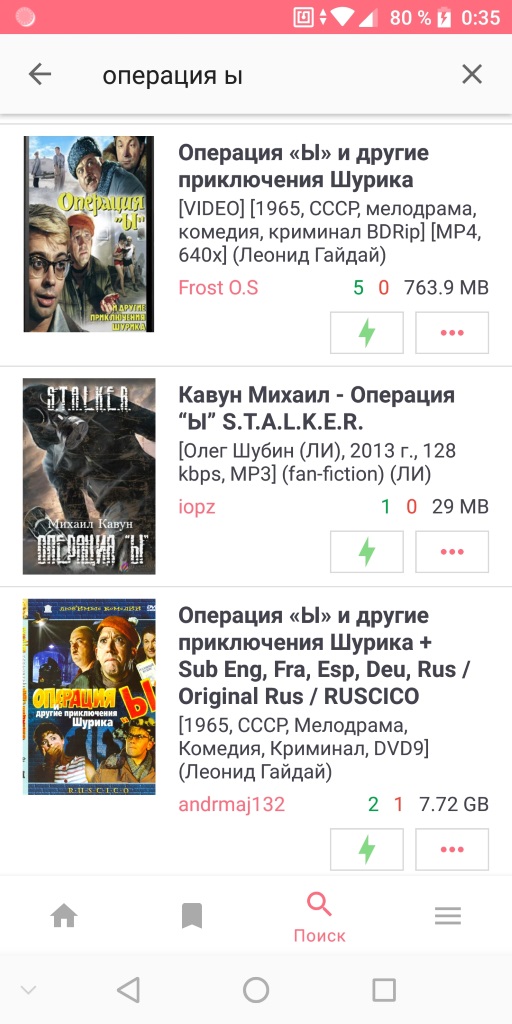 80 % 0:35
операция ы
Операция «Ы» и другие
приключения Шурика
[VIDEO] [1965, СССР, мелодрама,
комедия, криминал BDRip] [MP4,
640x] (Леонид Гайдай)
Frost O.S 5 0 763.9 MB
Операция
"Ы"
И ДРУГИЕ
ПРИКЛЮЧЕНИЯ
ШУРИКА
Кавун Михаил - Операция
“Ы” S.T.A.L.K.E.R.
[Олег Шубин (ЛИ), 2013 г., 128
kbps, MP3] (fan-fiction) (ЛИ)
iopz 1 0 29 MB
S.T.A.L.K.E.R.
Михаил Кавун
ОПЕРАЦИЯ "Ы"
Операция «Ы» и другие
приключения Шурика +
Sub Eng, Fra, Esp, Deu, Rus /
Original Rus / RUSCICO
[1965, СССР, Мелодрама,
Комедия, Криминал, DVD9]
(Леонид Гайдай)
andrmaj132 2 1 7.72 GB
ЛЮБИМЫЕ КОМЕДИИ
ОПЕРАЦИЯ "Ы"
другие приключения
Шурика
RUSCICO
Поиск